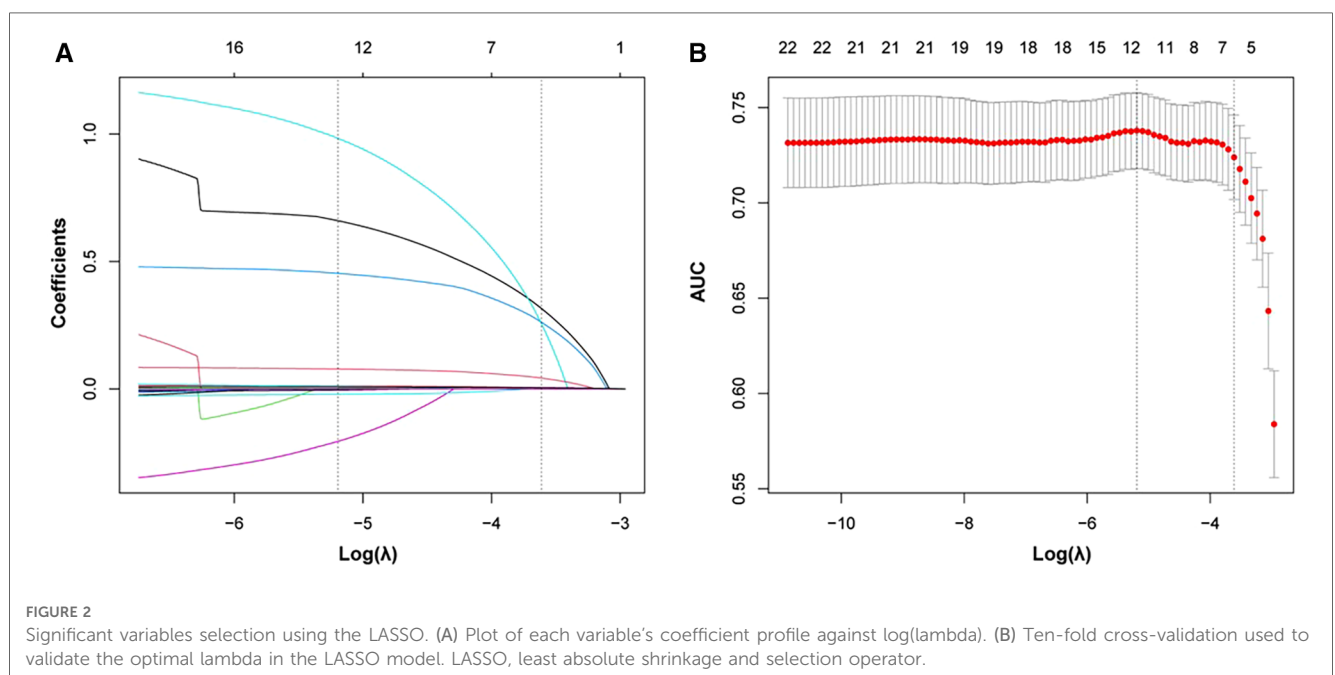 A
16 12 7 1
1.0
0.5
0.0
Coefficients
−6 −5 −4 −3
Log(λ)
B
22 22 21 21 21 19 19 18 18 15 12 11 8 7 5
0.75
0.70
0.65
0.60
0.55
AUC
−10 −8 −6 −4
Log(λ)
FIGURE 2
Significant variables selection using the LASSO. (A) Plot of each variable's coefficient profile against log(lambda). (B) Ten-fold cross-validation used to
validate the optimal lambda in the LASSO model. LASSO, least absolute shrinkage and selection operator.